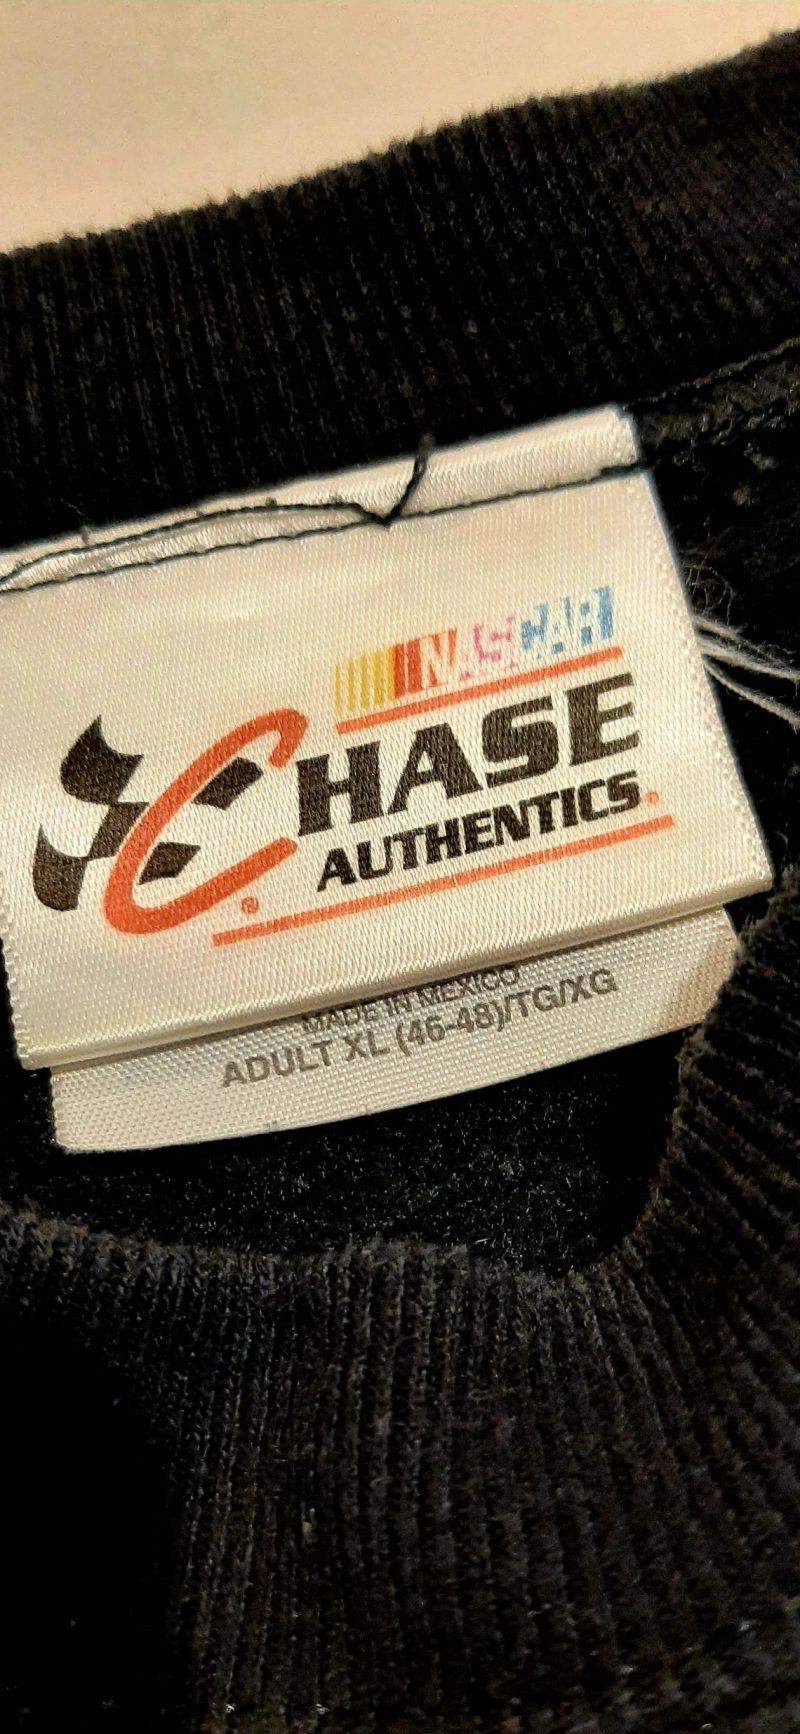 NASCAR
CHASE
AUTHENTICS®
®
MADE IN MEXICO
ADULT XL (46-48)/TG/XG